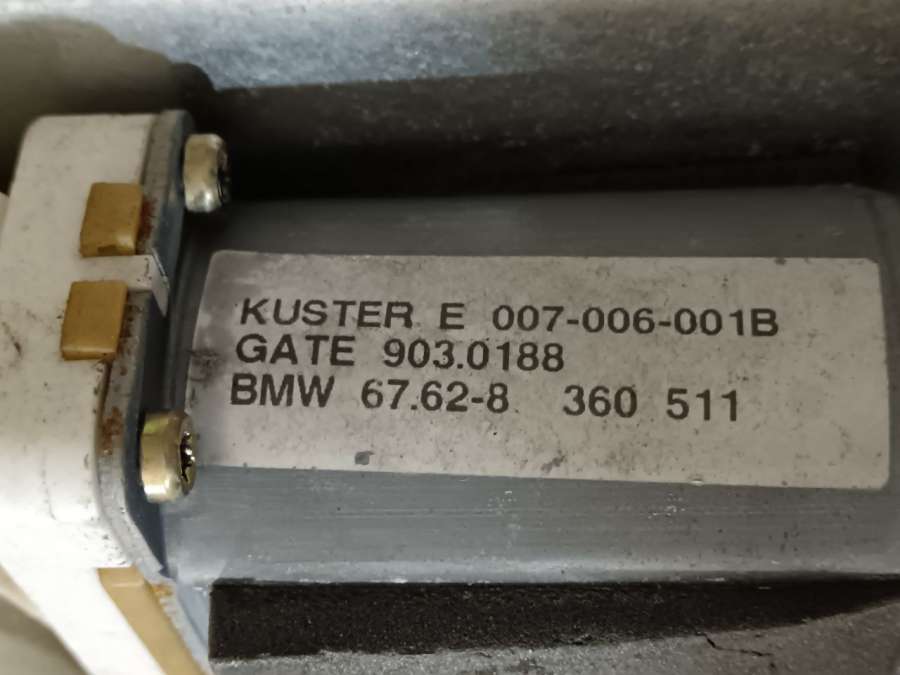 KUSTER E 007-006-001B
GATE 903.0188
BMW 67.62-8 360 511